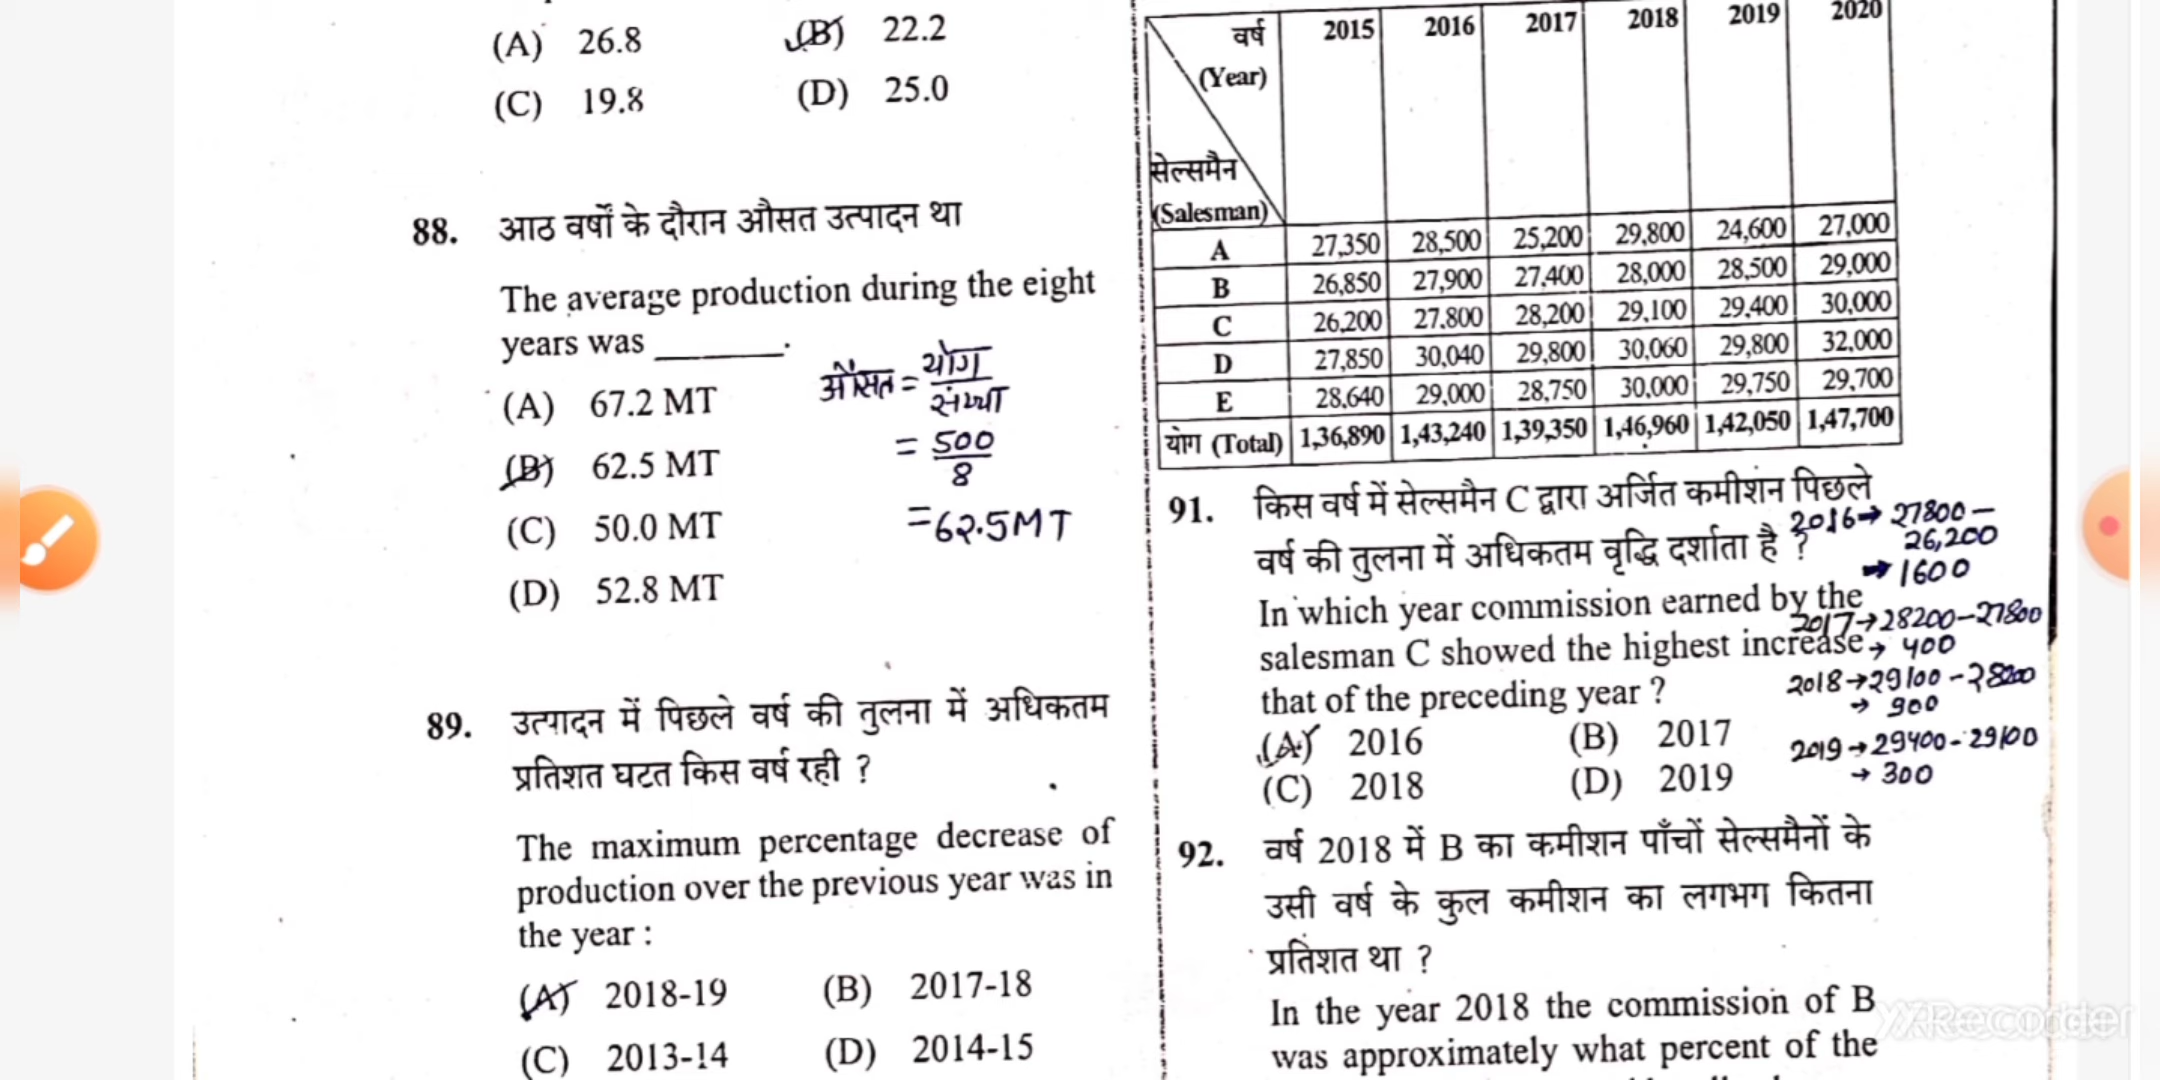 (A) 26.8 (B) 22.2
(C) 19.8 (D) 25.0
88. आठ वर्षों के दौरान औसत उत्पादन था
The average production during the eight
years was ______.
(A) 67.2 MT
(B) 62.5 MT
(C) 50.0 MT
(D) 52.8 MT
औसत = योग
संख्या
= 500
8
= 62.5 MT
89. उत्पादन में पिछले वर्ष की तुलना में अधिकतम
प्रतिशत घटत किस वर्ष रही ?
The maximum percentage decrease of
production over the previous year was in
the year :
(A) 2018-19 (B) 2017-18
(C) 2013-14 (D) 2014-15
वर्ष 2015 2016 2017 2018 2019 2020
(Year)
सेल्समैन
(Salesman)
A 27,350 28,500 25,200 29,800 24,600 27,000
B 26,850 27,900 27,400 28,000 28,500 29,000
C 26,200 27,800 28,200 29,100 29,400 30,000
D 27,850 30,040 29,800 30,060 29,800 32,000
E 28,640 29,000 28,750 30,000 29,750 29,700
योग (Total) 1,36,890 1,43,240 1,39,350 1,46,960 1,42,050 1,47,700
91. किस वर्ष में सेल्समैन C द्वारा अर्जित कमीशन पिछले
वर्ष की तुलना में अधिकतम वृद्धि दर्शाता है ?
In which year commission earned by the
salesman C showed the highest increase
that of the preceding year ?
(A) 2016 (B) 2017
(C) 2018 (D) 2019
2016→ 27800 –
26,200
→ 1600
2017→28200–27800
→ 400
2018→29100 – 28200
→ 900
2019→29400-29100
→ 300
92. वर्ष 2018 में B का कमीशन पाँचों सेल्समैनों के
उसी वर्ष के कुल कमीशन का लगभग कितना
प्रतिशत था ?
In the year 2018 the commission of B
was approximately what percent of the
XRecorder